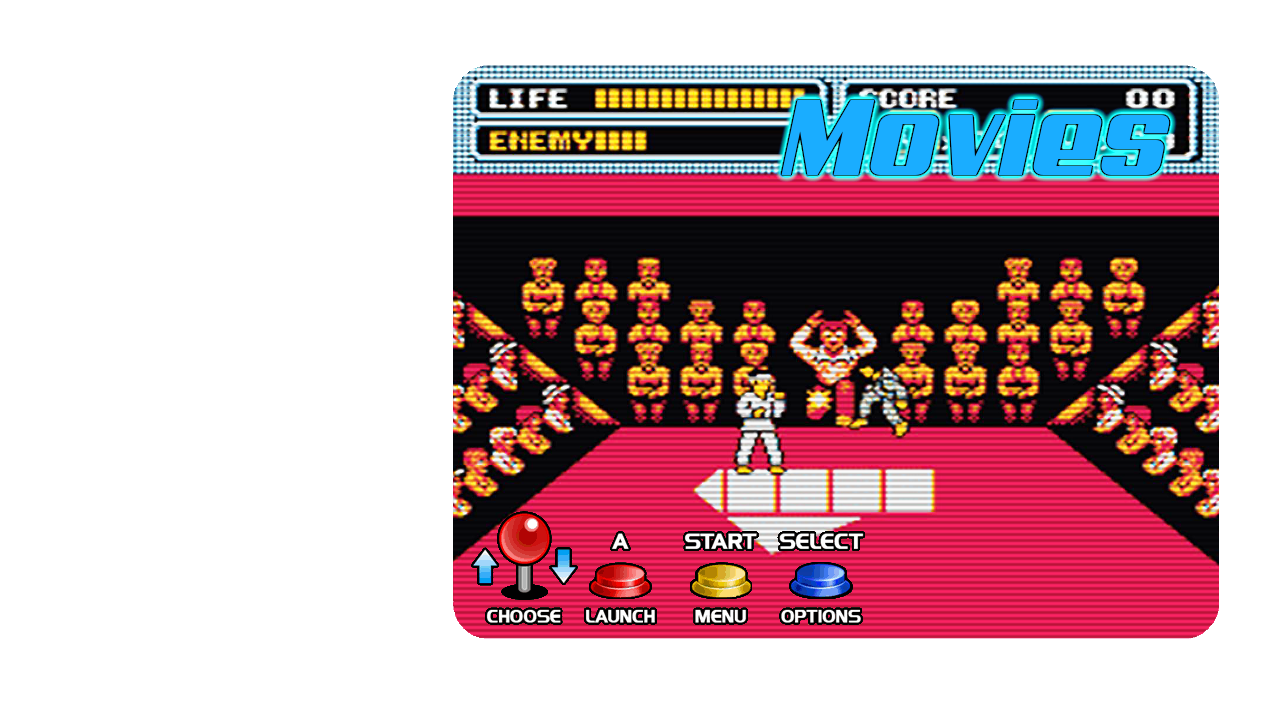 LIFE
SCORE 00
ENEMY
Movies
A START SELECT
CHOOSE LAUNCH MENU OPTIONS